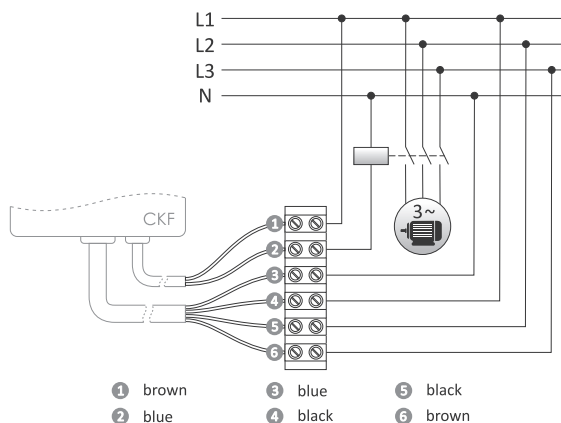 L1
L2
L3
N
CKF
3~
1
2
3
4
5
6
1 brown
3 blue
5 black
2 blue
4 black
6 brown